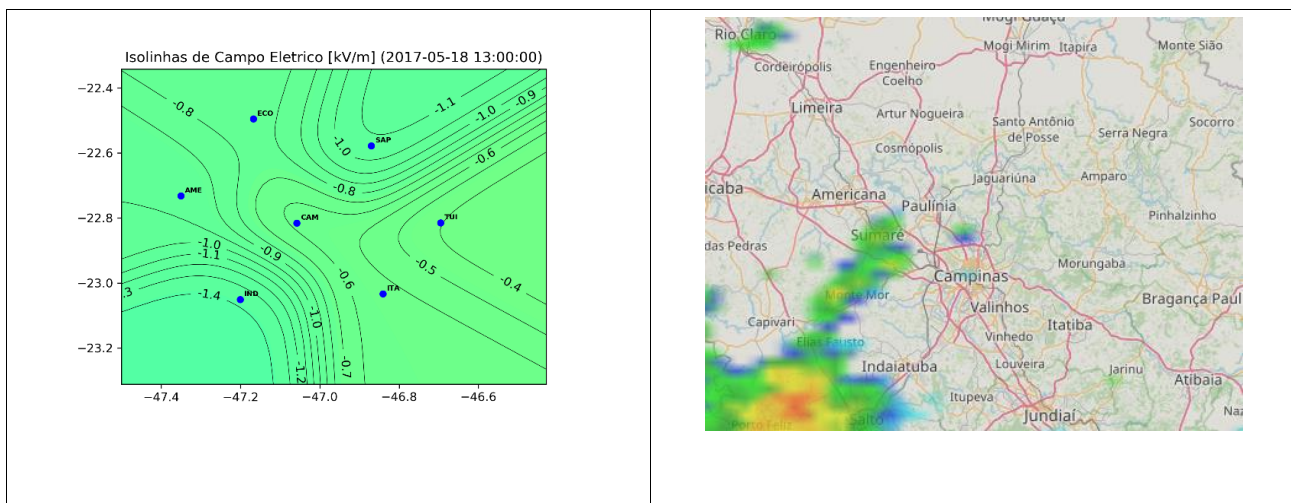 Isolinhas de Campo Eletrico [kV/m] (2017-05-18 13:00:00)
−22.4
−22.6
−22.8
−23.0
−23.2
−47.4
−47.2
−47.0
−46.8
−46.6
-0.8
-1.1
-0.9
-1.0
-1.0
-0.6
-0.8
-1.0
-1.1
-0.9
-0.6
-0.5
-0.4
.3
-1.4
-1.0
-0.7
-1.2
ECO
SAP
AME
CAM
TUI
IND
ITA
Mogi Guaçu
Rio Claro
Mogi Mirim
Itapira
Monte Sião
Cordeirópolis
Engenheiro
Coelho
Limeira
Artur Nogueira
Santo Antônio
de Posse
Serra Negra
Socorro
Cosmópolis
icaba
Jaguariúna
Amparo
Americana
Paulínia
Pinhalzinho
das Pedras
Sumaré
Campinas
Morungaba
Monte Mor
Bragança Paul
Capivari
Valinhos
Itatiba
Elias Fausto
Vinhedo
Indaiatuba
Louveira
Jarinu
Atibaia
Itupeva
Naz
Porto Feliz
Salto
Jundiaí